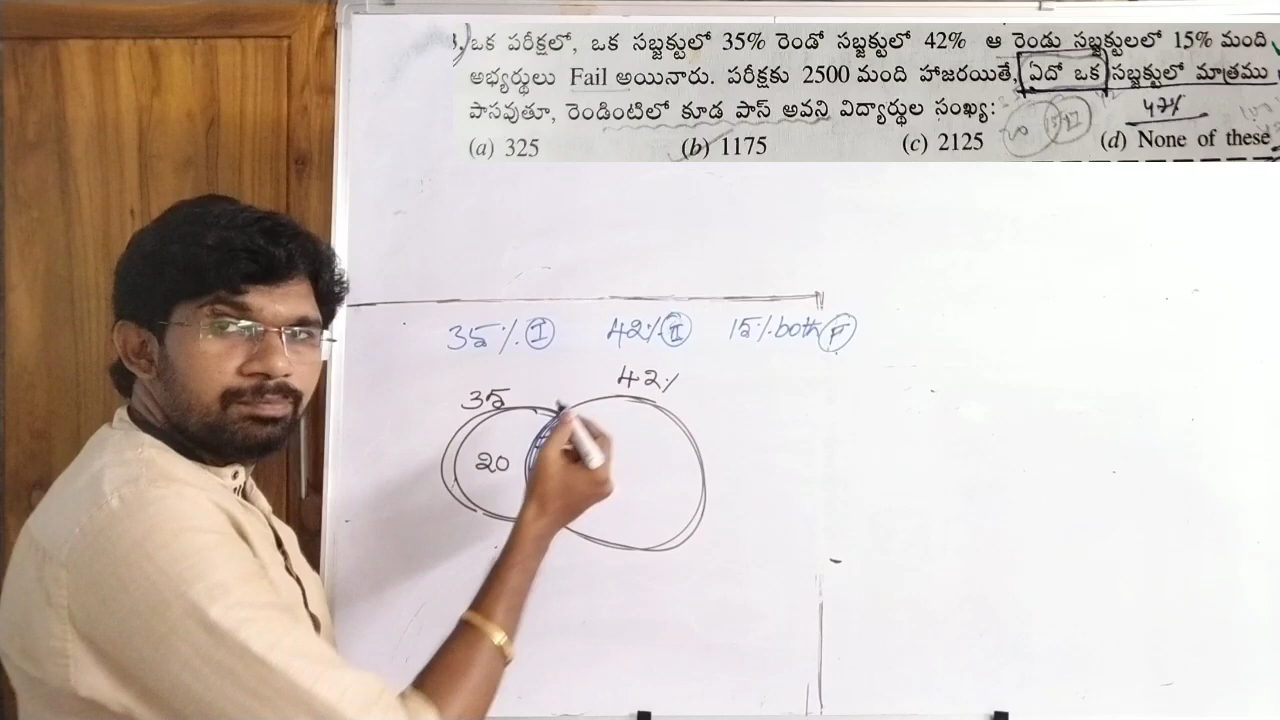 3. ఒక పరీక్షలో, ఒక సబ్జక్టులో 35% రెండో సబ్జక్టులో 42% ఆ రెండు సబ్జక్టులలో 15% మంది
అభ్యర్థులు Fail అయినారు. పరీక్షకు 2500 మంది హాజరయితే, ఏదో ఒక సబ్జక్టులో మాత్రము
పాసవుతూ, రెండింటిలో కూడ పాస్ అవని విద్యార్థుల సంఖ్య: 47%
(a) 325 (b) 1175 (c) 2125 (d) None of these
35% I 42% II 15% both F
35 42%
20